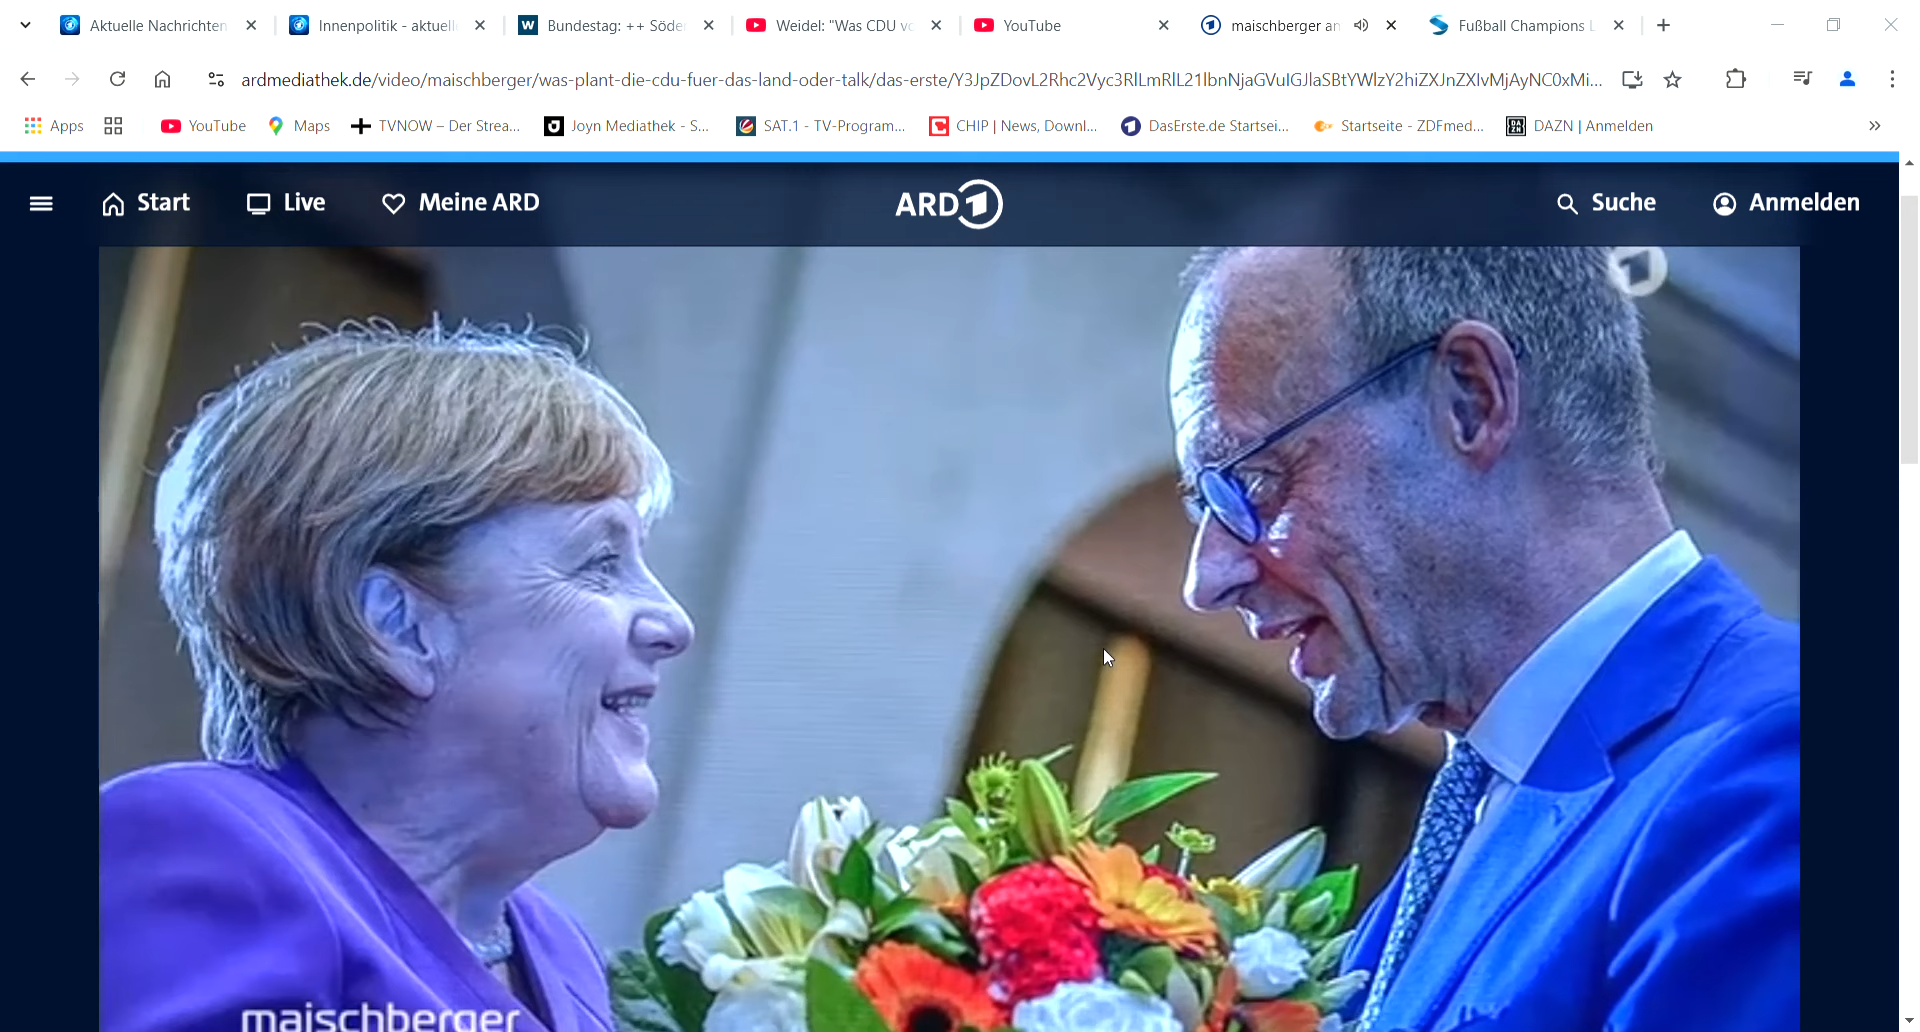 Aktuelle Nachrichten
Innenpolitik - aktuell
W Bundestag: ++ Söde
Weidel: "Was CDU vo
YouTube
maischberger an
Fußball Champions L
ardmediathek.de/video/maischberger/was-plant-die-cdu-fuer-das-land-oder-talk/das-erste/Y3JpZDovL2Rhc2Vyc3RlLmRlL21lbnNjaGVuIGJlaSBtYWlzY2hiZXJnZXIvMjAyNC0xMi...
Apps
YouTube
Maps
TVNOW – Der Strea...
Joyn Mediathek - S...
SAT.1 - TV-Program...
CHIP | News, Downl...
DasErste.de Startsei...
Startseite - ZDFmed...
DAZN | Anmelden
Start
Live
Meine ARD
ARD 1
Suche
Anmelden
maischberger